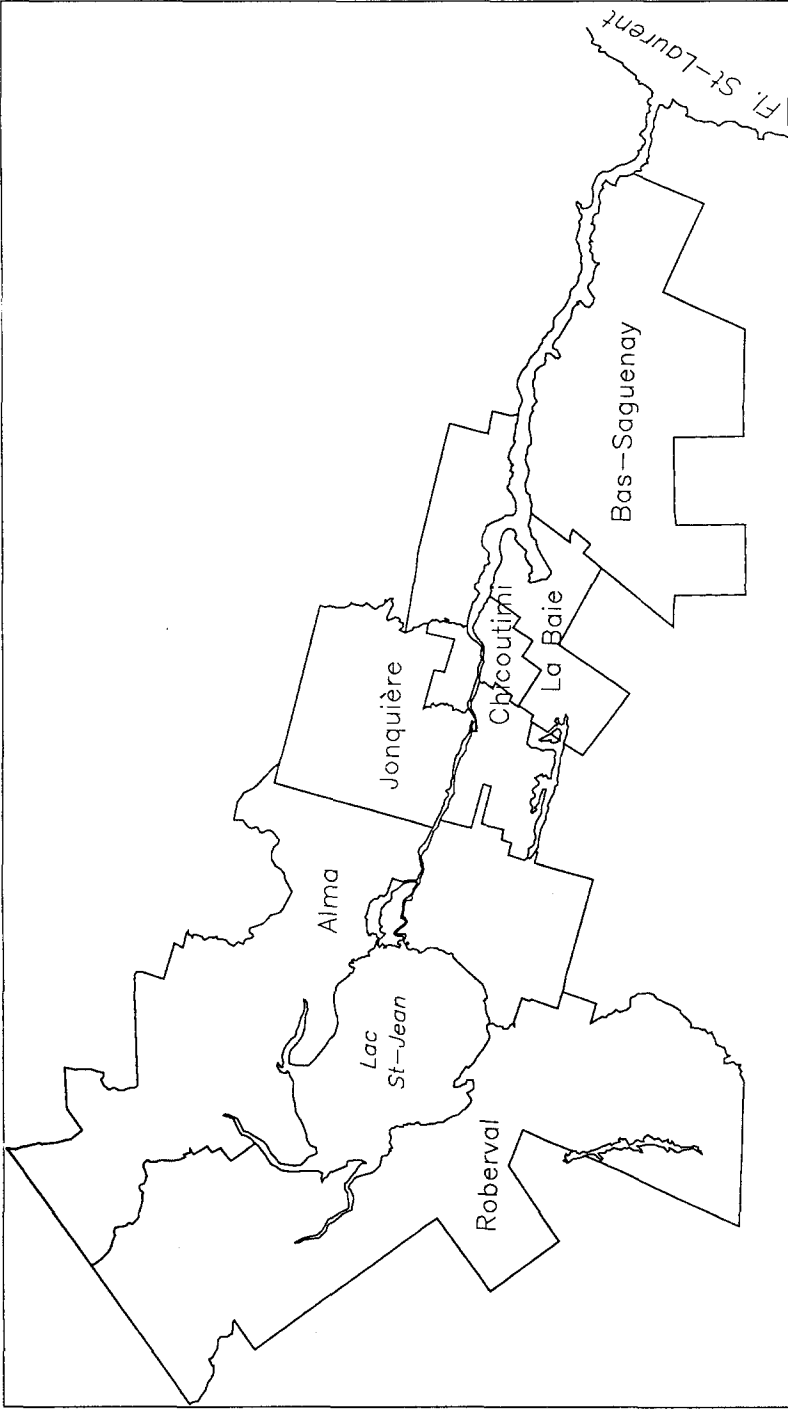 Fl. St-Laurent
Bas-Saguenay
La Baie
Chicoutimi
Jonquière
Alma
Lac
St-Jean
Roberval